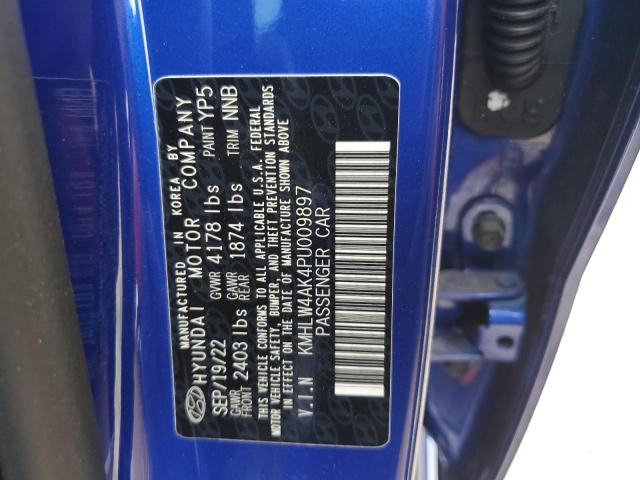 MANUFACTURED IN KOREA BY
HYUNDAI MOTOR COMPANY
SEP/19/22 GVWR 4178 lbs PAINT YP5
GAWR FRONT 2403 lbs GAWR REAR 1874 lbs TRIM NNB
THIS VEHICLE CONFORMS TO ALL APPLICABLE U.S.A. FEDERAL
MOTOR VEHICLE SAFETY, BUMPER, AND THEFT PREVENTION STANDARDS
IN EFFECT ON THE DATE OF MANUFACTURE SHOWN ABOVE
V.I.N KMHLW4AK4PU009897
PASSENGER CAR